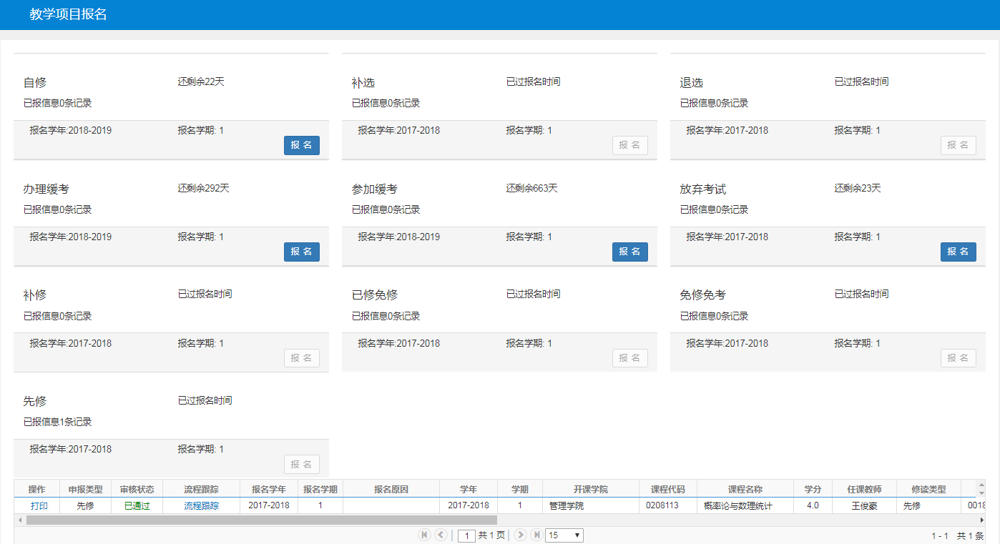 教学项目报名
自修 还剩余22天
已报信息0条记录
报名学年:2018-2019 报名学期: 1
报 名
补选 已过报名时间
已报信息0条记录
报名学年:2017-2018 报名学期: 1
报 名
退选 已过报名时间
已报信息0条记录
报名学年:2017-2018 报名学期: 1
报 名
办理缓考 还剩余292天
已报信息0条记录
报名学年:2018-2019 报名学期: 1
报 名
参加缓考 还剩余663天
已报信息0条记录
报名学年:2018-2019 报名学期: 1
报 名
放弃考试 还剩余23天
已报信息0条记录
报名学年:2017-2018 报名学期: 1
报 名
补修 已过报名时间
已报信息0条记录
报名学年:2017-2018 报名学期: 1
报 名
已修免修 已过报名时间
已报信息0条记录
报名学年:2017-2018 报名学期: 1
报 名
免修免考 已过报名时间
已报信息0条记录
报名学年:2017-2018 报名学期: 1
报 名
先修 已过报名时间
已报信息1条记录
报名学年:2017-2018 报名学期: 1
报 名
操作 申报类型 审核状态 流程跟踪 报名学年 报名学期 报名原因 学年 学期 开课学院 课程代码 课程名称 学分 任课教师 修读类型
打印 先修 已通过 流程跟踪 2017-2018 1 2017-2018 1 管理学院 0208113 概率论与数理统计 4.0 王俊豪 先修 0018
1 共 1 页 15 1 - 1 共 1 条